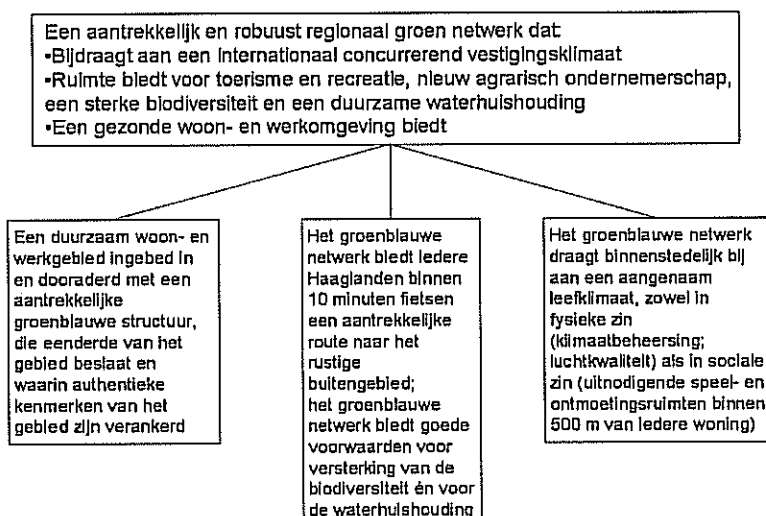 Een aantrekkelijk en robuust regionaal groen netwerk dat
•Bijdraagt aan een internationaal concurrerend vestigingsklimaat
•Ruimte biedt voor toerisme en recreatie, nieuw agrarisch ondernemerschap,
een sterke biodiversiteit en een duurzame waterhuishouding
•Een gezonde woon- en werkomgeving biedt
Een duurzaam woon- en
werkgebied ingebed in
en dooraderd met een
aantrekkelijke
groenblauwe structuur,
die eenderde van het
gebied beslaat en
waarin authentieke
kenmerken van het
gebied zijn verankerd
Het groenblauwe
netwerk biedt iedere
Haaglanden binnen
10 minuten fietsen
een aantrekkelijke
route naar het
rustige
buitengebied;
het groenblauwe
netwerk biedt goede
voorwaarden voor
versterking van de
biodiversiteit én voor
de waterhuishouding
Het groenblauwe netwerk
draagt binnenstedelijk bij
aan een aangenaam
leefklimaat, zowel in
fysieke zin
(klimaatbeheersing;
luchtkwaliteit) als in sociale
zin (uitnodigende speel- en
ontmoetingsruimten binnen
500 m van iedere woning)